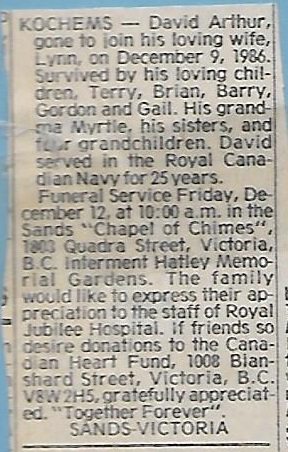 KOCHEMS — David Arthur,
gone to join his loving wife,
Lynn, on December 9, 1986.
Survived by his loving chil-
dren, Terry, Brian, Barry,
Gordon and Gail. His grand-
ma Myrtle, his sisters, and
four grandchildren. David
served in the Royal Cana-
dian Navy for 25 years.
Funeral Service Friday, De-
cember 12, at 10:00 a.m. in the
Sands "Chapel of Chimes",
1803 Quadra Street, Victoria,
B.C. Interment Hatley Memo-
rial Gardens. The family
would like to express their ap-
preciation to the staff of Royal
Jubilee Hospital. If friends so
desire donations to the Cana-
dian Heart Fund, 1008 Blan-
shard Street, Victoria, B.C.
V8W 2H5, gratefully appreciat-
ed. "Together Forever".
SANDS-VICTORIA